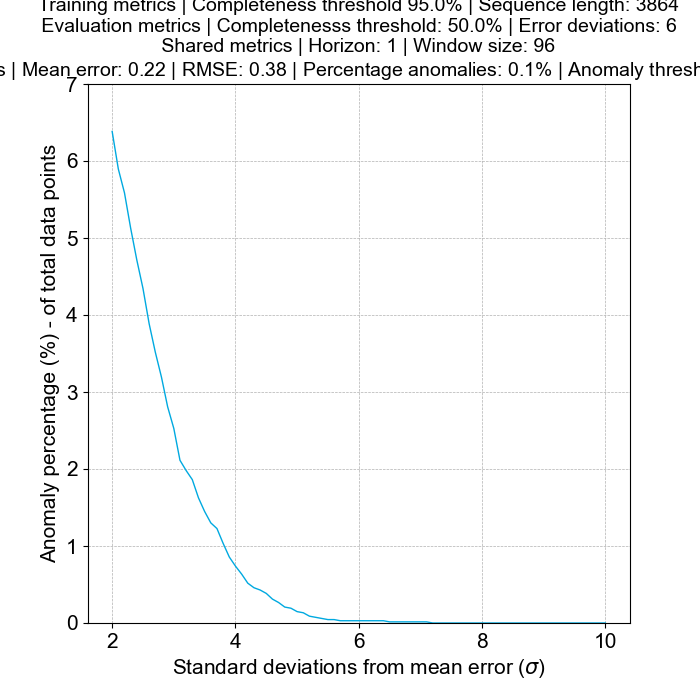 Training metrics | Completeness threshold 95.0% | Sequence length: 3864
Evaluation metrics | Completenesss threshold: 50.0% | Error deviations: 6
Shared metrics | Horizon: 1 | Window size: 96
| Mean error: 0.22 | RMSE: 0.38 | Percentage anomalies: 0.1% | Anomaly
7
6
5
4
3
2
1
0
Anomaly percentage (%) - of total data points
2 4 6 8 10
Standard deviations from mean error (σ)